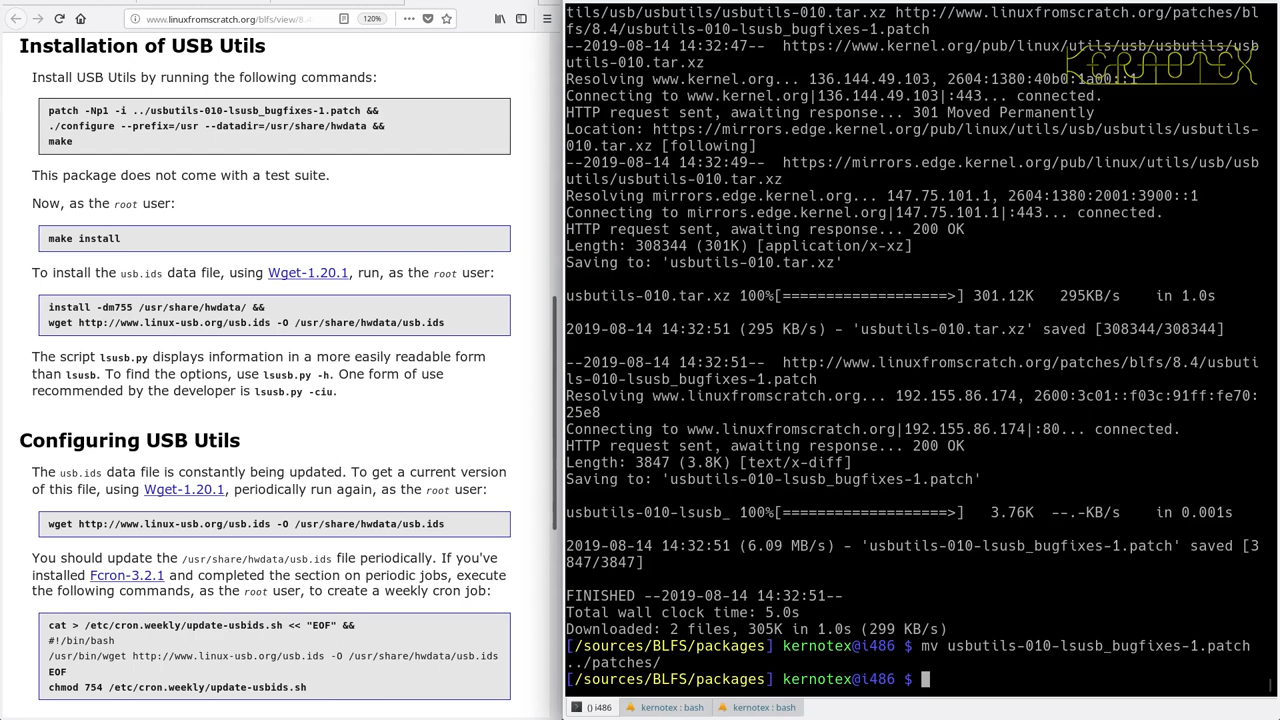 www.linuxfromscratch.org/blfs/view/8.4
120%
Installation of USB Utils
Install USB Utils by running the following commands:
patch -Np1 -i ../usbutils-010-lsusb_bugfixes-1.patch &&
./configure --prefix=/usr --datadir=/usr/share/hwdata &&
make
This package does not come with a test suite.
Now, as the root user:
make install
To install the usb.ids data file, using Wget-1.20.1, run, as the root user:
install -dm755 /usr/share/hwdata/ &&
wget http://www.linux-usb.org/usb.ids -O /usr/share/hwdata/usb.ids
The script lsusb.py displays information in a more easily readable form
than lsusb. To find the options, use lsusb.py -h. One form of use
recommended by the developer is lsusb.py -ciu.
Configuring USB Utils
The usb.ids data file is constantly being updated. To get a current version
of this file, using Wget-1.20.1, periodically run again, as the root user:
wget http://www.linux-usb.org/usb.ids -O /usr/share/hwdata/usb.ids
You should update the /usr/share/hwdata/usb.ids file periodically. If you've
installed Fcron-3.2.1 and completed the section on periodic jobs, execute
the following commands, as the root user, to create a weekly cron job:
cat > /etc/cron.weekly/update-usbids.sh << "EOF" &&
#!/bin/bash
/usr/bin/wget http://www.linux-usb.org/usb.ids -O /usr/share/hwdata/usb.ids
EOF
chmod 754 /etc/cron.weekly/update-usbids.sh
tils/usb/usbutils/usbutils-010.tar.xz http://www.linuxfromscratch.org/patches/bl
fs/8.4/usbutils-010-lsusb_bugfixes-1.patch
--2019-08-14 14:32:47--  https://www.kernel.org/pub/linux/utils/usb/usbutils/usb
utils-010.tar.xz
KERNOTEX
Resolving www.kernel.org... 136.144.49.103, 2604:1380:40b0:1a00::1
Connecting to www.kernel.org|136.144.49.103|:443... connected.
HTTP request sent, awaiting response... 301 Moved Permanently
Location: https://mirrors.edge.kernel.org/pub/linux/utils/usb/usbutils/usbutils-
010.tar.xz [following]
--2019-08-14 14:32:49--  https://mirrors.edge.kernel.org/pub/linux/utils/usb/usb
utils/usbutils-010.tar.xz
Resolving mirrors.edge.kernel.org... 147.75.101.1, 2604:1380:2001:3900::1
Connecting to mirrors.edge.kernel.org|147.75.101.1|:443... connected.
HTTP request sent, awaiting response... 200 OK
Length: 308344 (301K) [application/x-xz]
Saving to: 'usbutils-010.tar.xz'
usbutils-010.tar.xz 100%[===================>] 301.12K   295KB/s    in 1.0s
2019-08-14 14:32:51 (295 KB/s) - 'usbutils-010.tar.xz' saved [308344/308344]
--2019-08-14 14:32:51--  http://www.linuxfromscratch.org/patches/blfs/8.4/usbuti
ls-010-lsusb_bugfixes-1.patch
Resolving www.linuxfromscratch.org... 192.155.86.174, 2600:3c01::f03c:91ff:fe70:
25e8
Connecting to www.linuxfromscratch.org|192.155.86.174|:80... connected.
HTTP request sent, awaiting response... 200 OK
Length: 3847 (3.8K) [text/x-diff]
Saving to: 'usbutils-010-lsusb_bugfixes-1.patch'
usbutils-010-lsusb_ 100%[===================>]   3.76K  --.-KB/s    in 0.001s
2019-08-14 14:32:51 (6.09 MB/s) - 'usbutils-010-lsusb_bugfixes-1.patch' saved [3
847/3847]
FINISHED --2019-08-14 14:32:51--
Total wall clock time: 5.0s
Downloaded: 2 files, 305K in 1.0s (299 KB/s)
[/sources/BLFS/packages] kernotex@i486 $ mv usbutils-010-lsusb_bugfixes-1.patch
../patches/
[/sources/BLFS/packages] kernotex@i486 $
() i486
kernotex : bash
kernotex : bash